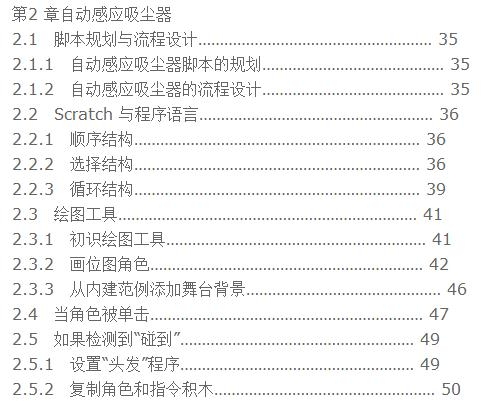 第2 章自动感应吸尘器
2.1 脚本规划与流程设计................................................ 35
2.1.1 自动感应吸尘器脚本的规划...................................... 35
2.1.2 自动感应吸尘器的流程设计...................................... 35
2.2 Scratch 与程序语言................................................ 36
2.2.1 顺序结构.......................................................... 36
2.2.2 选择结构.......................................................... 36
2.2.3 循环结构.......................................................... 39
2.3 绘图工具............................................................. 41
2.3.1 初识绘图工具.................................................... 41
2.3.2 画位图角色....................................................... 42
2.3.3 从内建范例添加舞台背景........................................ 46
2.4 当角色被单击....................................................... 47
2.5 如果检测到“碰到”................................................ 49
2.5.1 设置“头发”程序................................................ 49
2.5.2 复制角色和指令积木............................................. 50